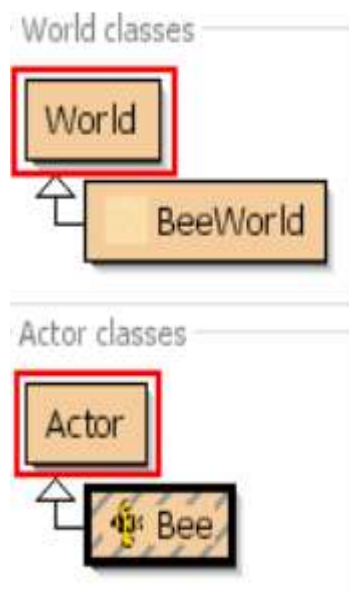 World classes
World
BeeWorld
Actor classes
Actor
Bee